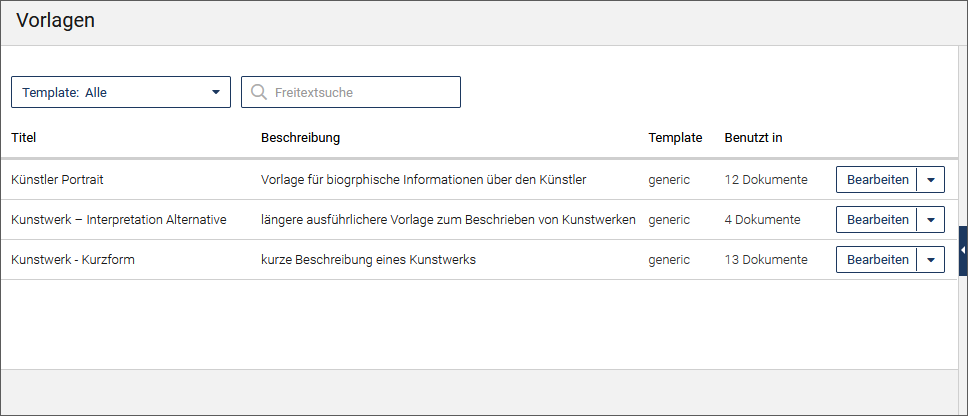 Vorlagen
Template: Alle Freitextsuche
Titel Beschreibung Template Benutzt in
Künstler Portrait Vorlage für biogrphische Informationen über den Künstler generic 12 Dokumente Bearbeiten
Kunstwerk – Interpretation Alternative längere ausführlichere Vorlage zum Beschrieben von Kunstwerken generic 4 Dokumente Bearbeiten
Kunstwerk - Kurzform kurze Beschreibung eines Kunstwerks generic 13 Dokumente Bearbeiten